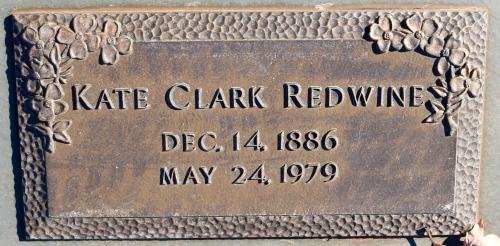 KATE CLARK REDWINE
DEC. 14. 1886
MAY 24. 1979